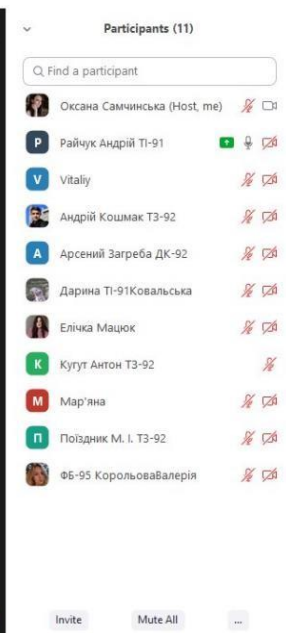 Participants (11)
Find a participant
Оксана Самчинська (Host, me)
Р Райчук Андрій ТІ-91
V Vitaliy
Андрій Кошмак ТЗ-92
А Арсений Загреба ДК-92
Дарина ТІ-91Ковальська
Елічка Мацюк
К Кугут Антон ТЗ-92
М Мар'яна
П Поїздник М. І. ТЗ-92
ФБ-95 КорольоваВалерія
Invite Mute All ...